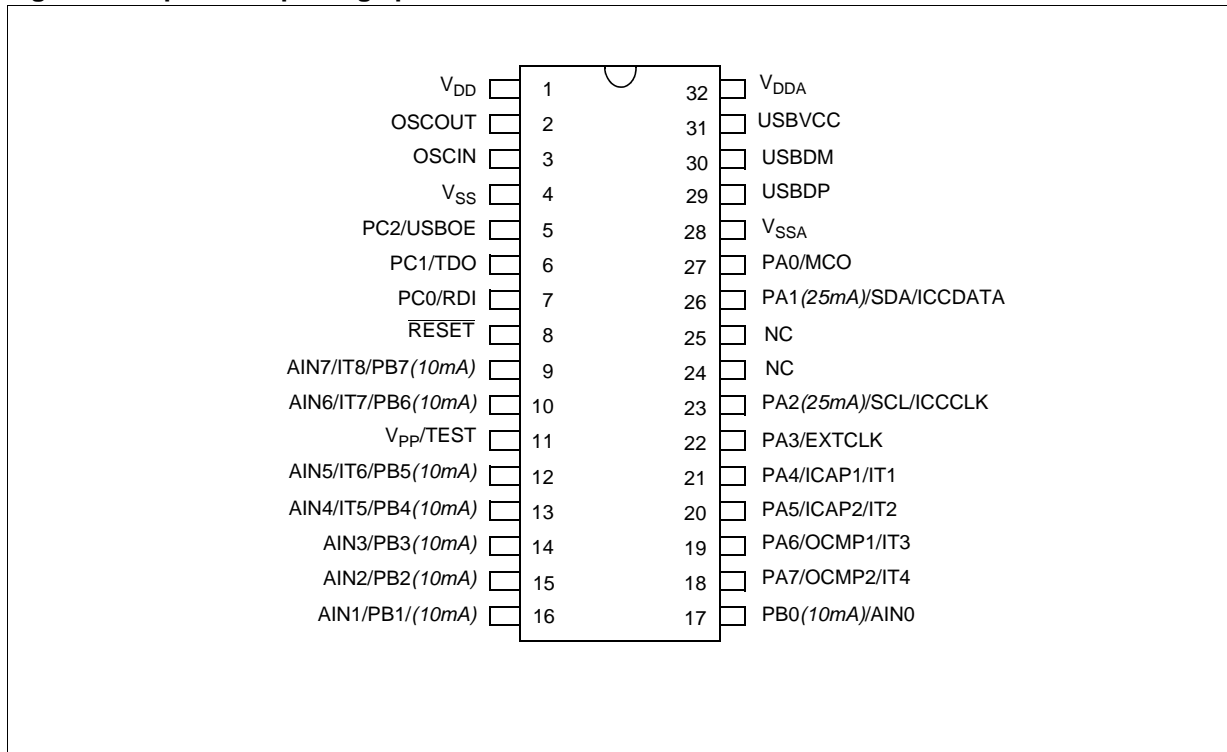 V_DD 1 32 V_DDA
OSCOUT 2 31 USBVCC
OSCIN 3 30 USBDM
V_SS 4 29 USBDP
PC2/USBOE 5 28 V_SSA
PC1/TDO 6 27 PA0/MCO
PC0/RDI 7 26 PA1(25mA)/SDA/ICCDATA
RESET 8 25 NC
AIN7/IT8/PB7(10mA) 9 24 NC
AIN6/IT7/PB6(10mA) 10 23 PA2(25mA)/SCL/ICCCLK
V_PP/TEST 11 22 PA3/EXTCLK
AIN5/IT6/PB5(10mA) 12 21 PA4/ICAP1/IT1
AIN4/IT5/PB4(10mA) 13 20 PA5/ICAP2/IT2
AIN3/PB3(10mA) 14 19 PA6/OCMP1/IT3
AIN2/PB2(10mA) 15 18 PA7/OCMP2/IT4
AIN1/PB1/(10mA) 16 17 PB0(10mA)/AIN0